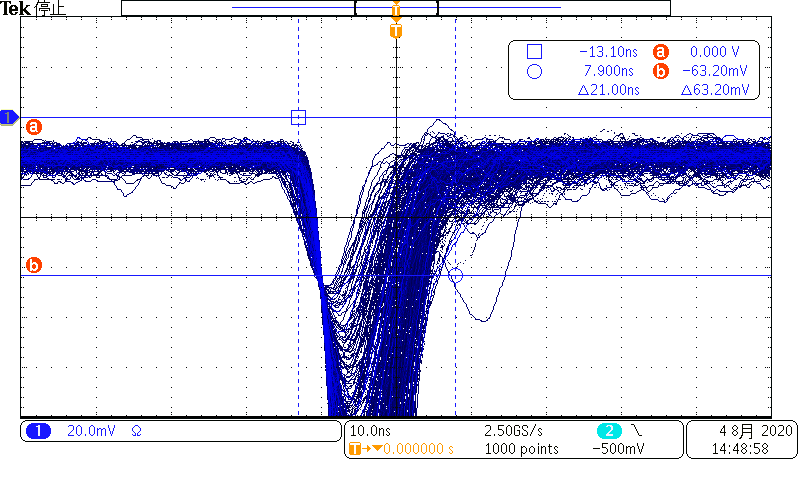 Tek 停止
T
T
−13.10ns a 0.000 V
7.900ns b −63.20mV
Δ21.00ns Δ63.20mV
1
a
b
1 20.0mV Ω
10.0ns 2.50GS/s 2
T→▼0.000000 s 1000 points −500mV
4 8月 2020
14:48:58